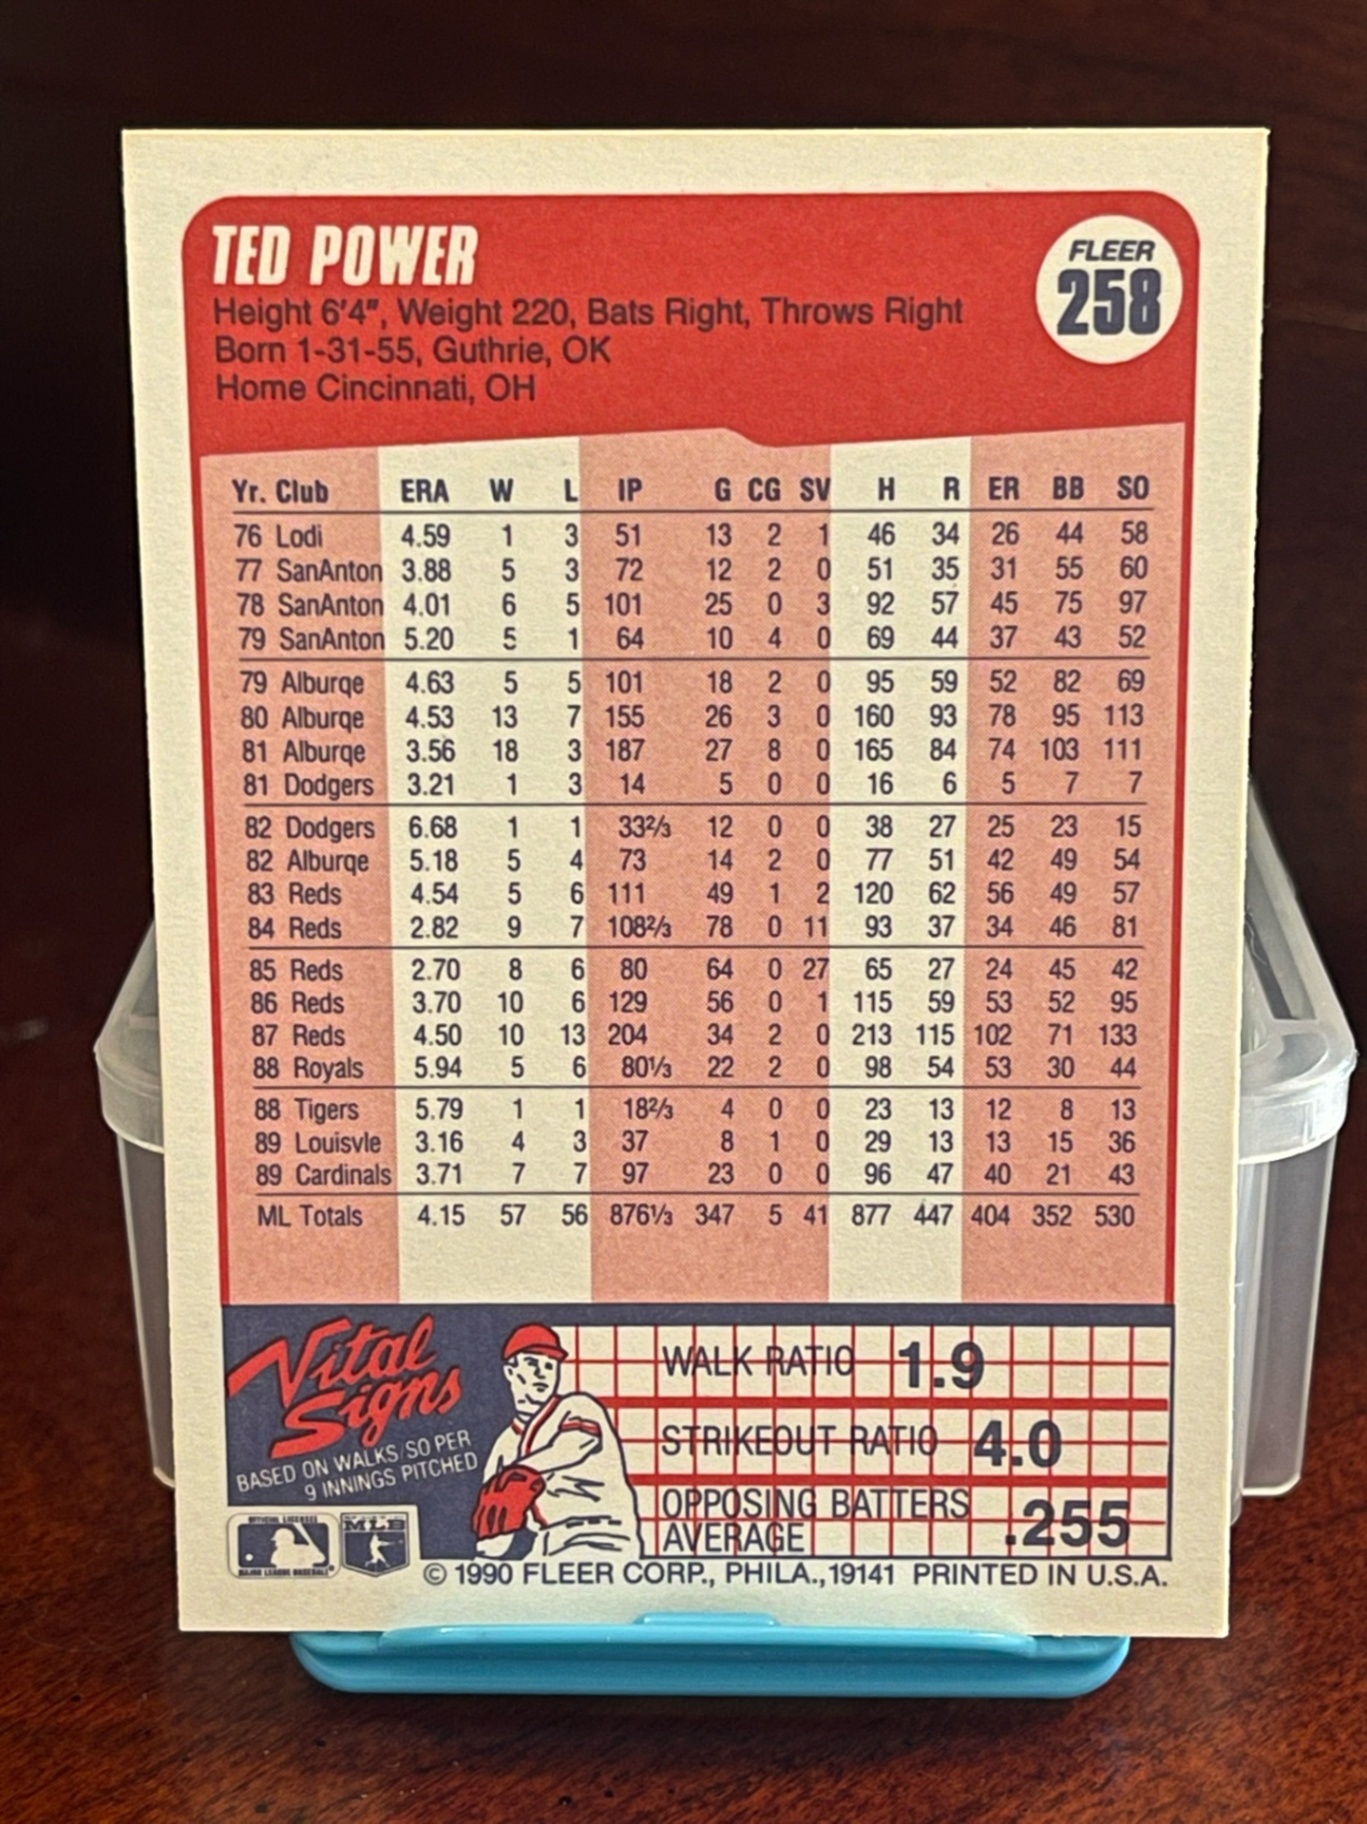 TED POWER
FLEER
258
Height 6'4", Weight 220, Bats Right, Throws Right
Born 1-31-55, Guthrie, OK
Home Cincinnati, OH
Yr. Club ERA W L IP G CG SV H R ER BB SO
76 Lodi 4.59 1 3 51 13 2 1 46 34 26 44 58
77 SanAnton 3.88 5 3 72 12 2 0 51 35 31 55 60
78 SanAnton 4.01 6 5 101 25 0 3 92 57 45 75 97
79 SanAnton 5.20 5 1 64 10 4 0 69 44 37 43 52
79 Alburqe 4.63 5 5 101 18 2 0 95 59 52 82 69
80 Alburqe 4.53 13 7 155 26 3 0 160 93 78 95 113
81 Alburqe 3.56 18 3 187 27 8 0 165 84 74 103 111
81 Dodgers 3.21 1 3 14 5 0 0 16 6 5 7 7
82 Dodgers 6.68 1 1 33⅔ 12 0 0 38 27 25 23 15
82 Alburqe 5.18 5 4 73 14 2 0 77 51 42 49 54
83 Reds 4.54 5 6 111 49 1 2 120 62 56 49 57
84 Reds 2.82 9 7 108⅔ 78 0 11 93 37 34 46 81
85 Reds 2.70 8 6 80 64 0 27 65 27 24 45 42
86 Reds 3.70 10 6 129 56 0 1 115 59 53 52 95
87 Reds 4.50 10 13 204 34 2 0 213 115 102 71 133
88 Royals 5.94 5 6 80⅓ 22 2 0 98 54 53 30 44
88 Tigers 5.79 1 1 18⅔ 4 0 0 23 13 12 8 13
89 Louisvle 3.16 4 3 37 8 1 0 29 13 13 15 36
89 Cardinals 3.71 7 7 97 23 0 0 96 47 40 21 43
ML Totals 4.15 57 56 876⅓ 347 5 41 877 447 404 352 530
Vital
Signs
BASED ON WALKS/SO PER
9 INNINGS PITCHED
WALK RATIO 1.9
STRIKEOUT RATIO 4.0
OPPOSING BATTERS
AVERAGE .255
OFFICIAL LICENSEE
MAJOR LEAGUE BASEBALL
MLB
© 1990 FLEER CORP., PHILA., 19141 PRINTED IN U.S.A.